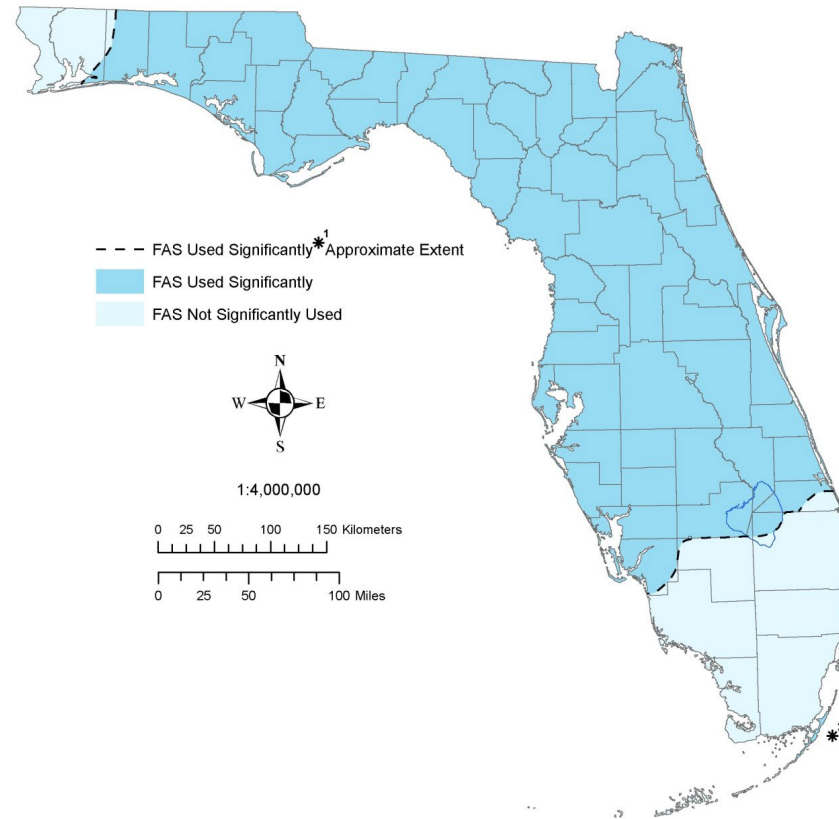 FAS Used Significantly *1 Approximate Extent
FAS Used Significantly
FAS Not Significantly Used
N
W E
S
1:4,000,000
0 25 50 100 150 Kilometers
0 25 50 100 Miles
*